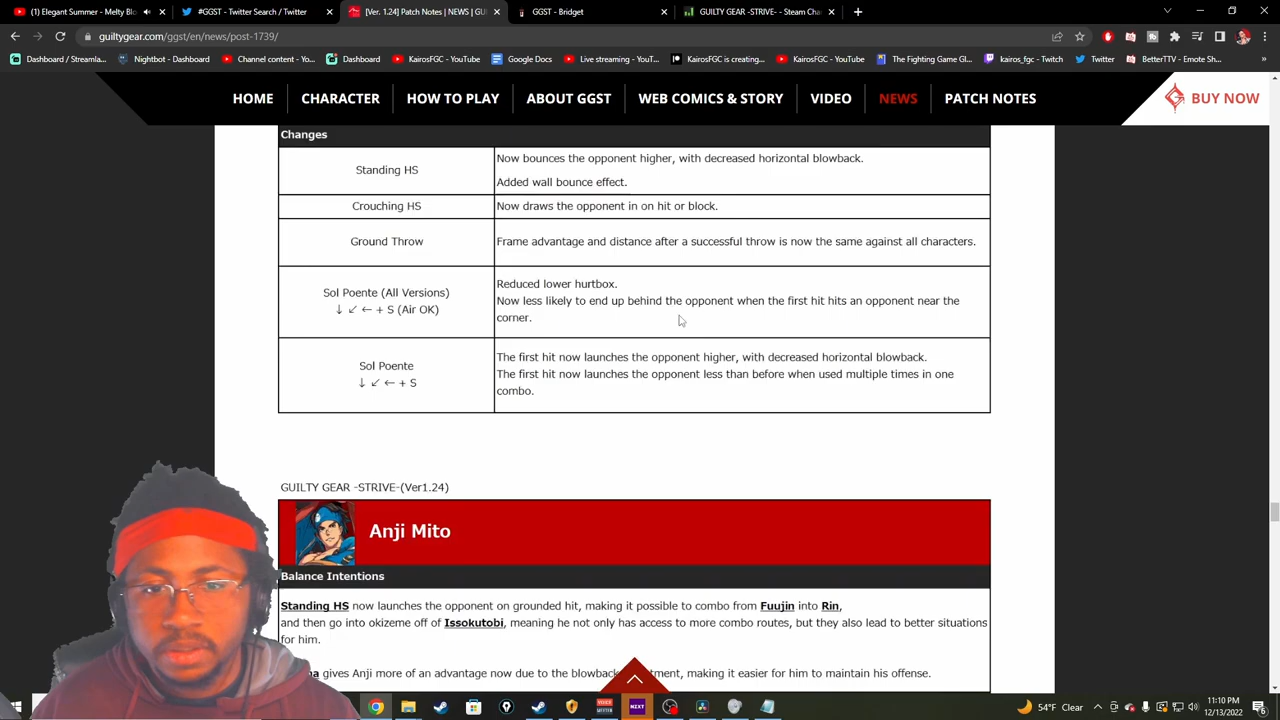 (1) Elegant Summer - Melty Blo
#GGST - Twitter Search / Twitter
[Ver. 1.24] Patch Notes | NEWS | GU
GGST - Bridget
GUILTY GEAR -STRIVE- - Steam Cha
guiltygear.com/ggst/en/news/post-1739/
Dashboard / Streamla...
Nightbot - Dashboard
Channel content - Yo...
Dashboard
KairosFGC - YouTube
Google Docs
Live streaming - YouT...
KairosFGC is creating...
KairosFGC - YouTube
The Fighting Game Gl...
kairos_fgc - Twitch
Twitter
BetterTTV - Emote Sh...
HOME
CHARACTER
HOW TO PLAY
ABOUT GGST
WEB COMICS & STORY
VIDEO
NEWS
PATCH NOTES
BUY NOW
Changes
Standing HS
Now bounces the opponent higher, with decreased horizontal blowback.
Added wall bounce effect.
Crouching HS
Now draws the opponent in on hit or block.
Ground Throw
Frame advantage and distance after a successful throw is now the same against all characters.
Sol Poente (All Versions)
↓ ↙ ← + S (Air OK)
Reduced lower hurtbox.
Now less likely to end up behind the opponent when the first hit hits an opponent near the
corner.
Sol Poente
↓ ↙ ← + S
The first hit now launches the opponent higher, with decreased horizontal blowback.
The first hit now launches the opponent less than before when used multiple times in one
combo.
GUILTY GEAR -STRIVE-(Ver1.24)
Anji Mito
Balance Intentions
Standing HS now launches the opponent on grounded hit, making it possible to combo from Fuujin into Rin,
and then go into okizeme off of Issokutobi, meaning he not only has access to more combo routes, but they also lead to better situations
for him.
gives Anji more of an advantage now due to the blowback making it easier for him to maintain his offense.
NZXT
54°F Clear
11:10 PM
12/13/2022